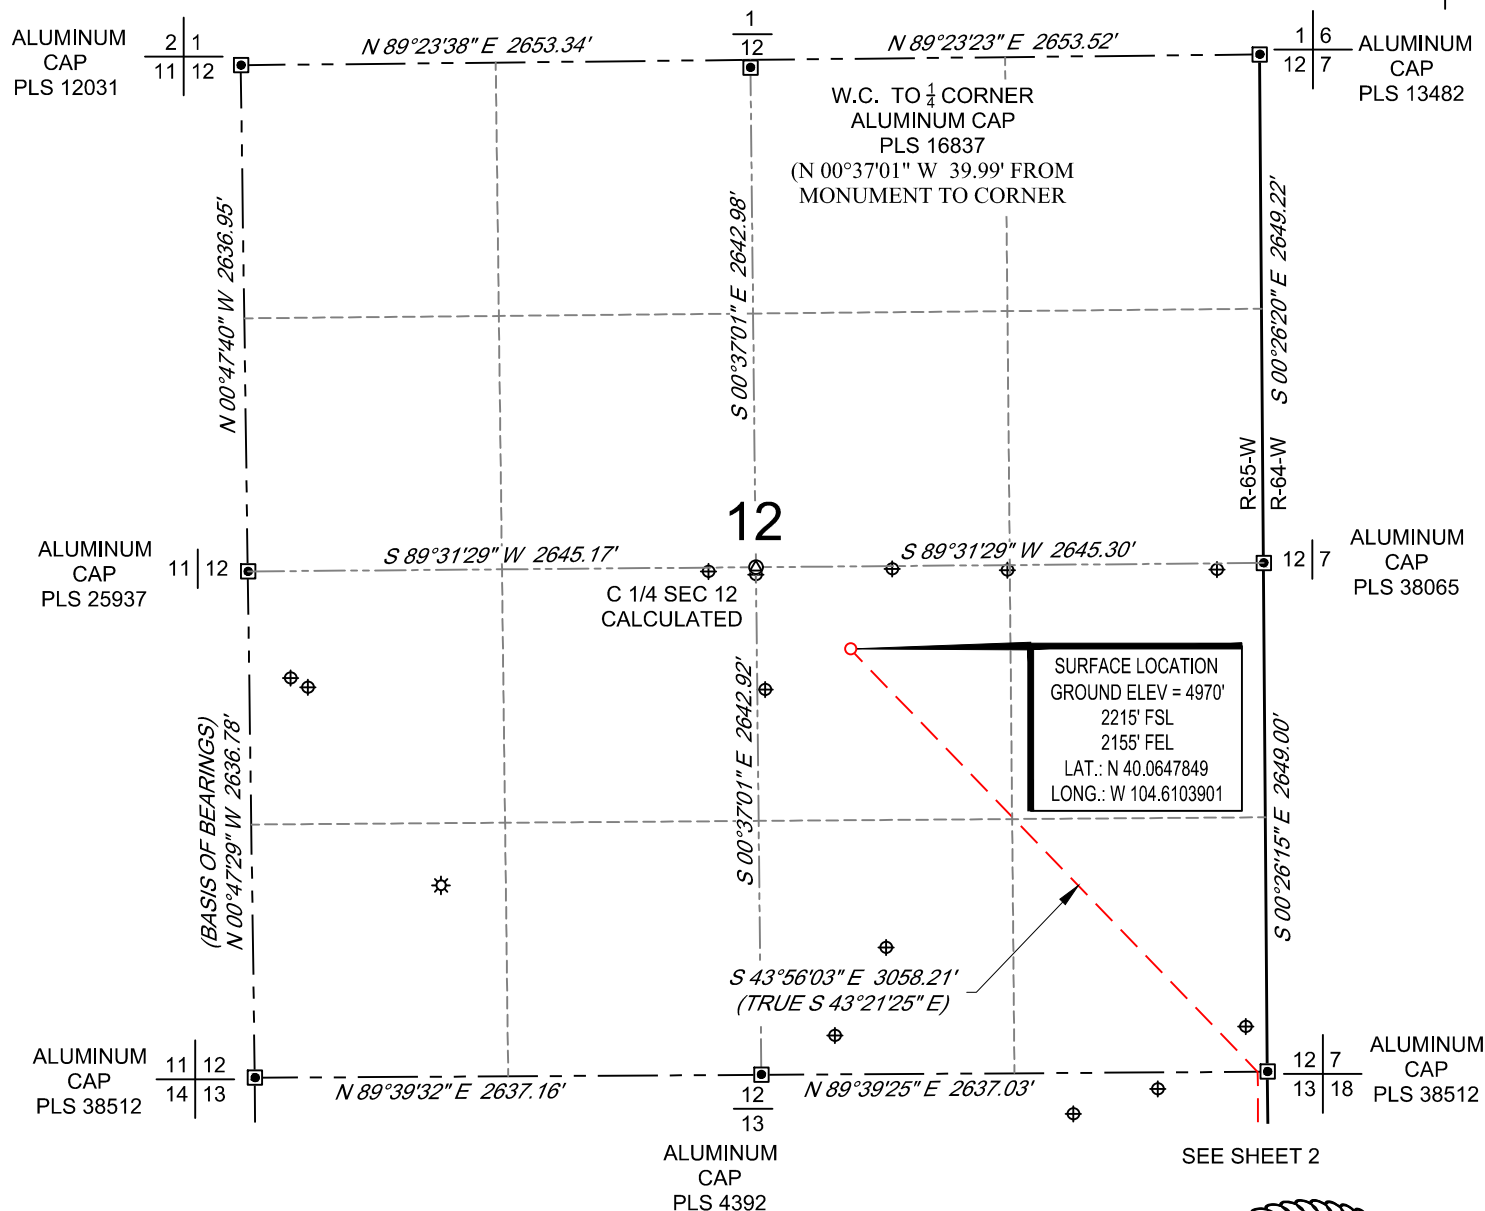 ALUMINUM
CAP
PLS 12031
2 1
11 12
N 89°23'38" E 2653.34'
1
12
N 89°23'23" E 2653.52'
1 6
12 7
ALUMINUM
CAP
PLS 13482
W.C. TO 1/4 CORNER
ALUMINUM CAP
PLS 16837
(N 00°37'01" W 39.99' FROM
MONUMENT TO CORNER
N 00°47'40" W 2636.95'
S 00°37'01" E 2642.98'
S 00°26'20" E 2649.22'
R-65-W
R-64-W
12
ALUMINUM
CAP
PLS 25937
11 12
S 89°31'29" W 2645.17'
S 89°31'29" W 2645.30'
12 7
ALUMINUM
CAP
PLS 38065
C 1/4 SEC 12
CALCULATED
SURFACE LOCATION
GROUND ELEV = 4970'
2215' FSL
2155' FEL
LAT.: N 40.0647849
LONG.: W 104.6103901
(BASIS OF BEARINGS)
N 00°47'29" W 2636.78'
S 00°37'01" E 2642.92'
S 00°26'15" E 2649.00'
S 43°56'03" E 3058.21'
(TRUE S 43°21'25" E)
ALUMINUM
CAP
PLS 38512
11 12
14 13
N 89°39'32" E 2637.16'
12
13
N 89°39'25" E 2637.03'
12 7
13 18
ALUMINUM
CAP
PLS 38512
ALUMINUM
CAP
PLS 4392
SEE SHEET 2